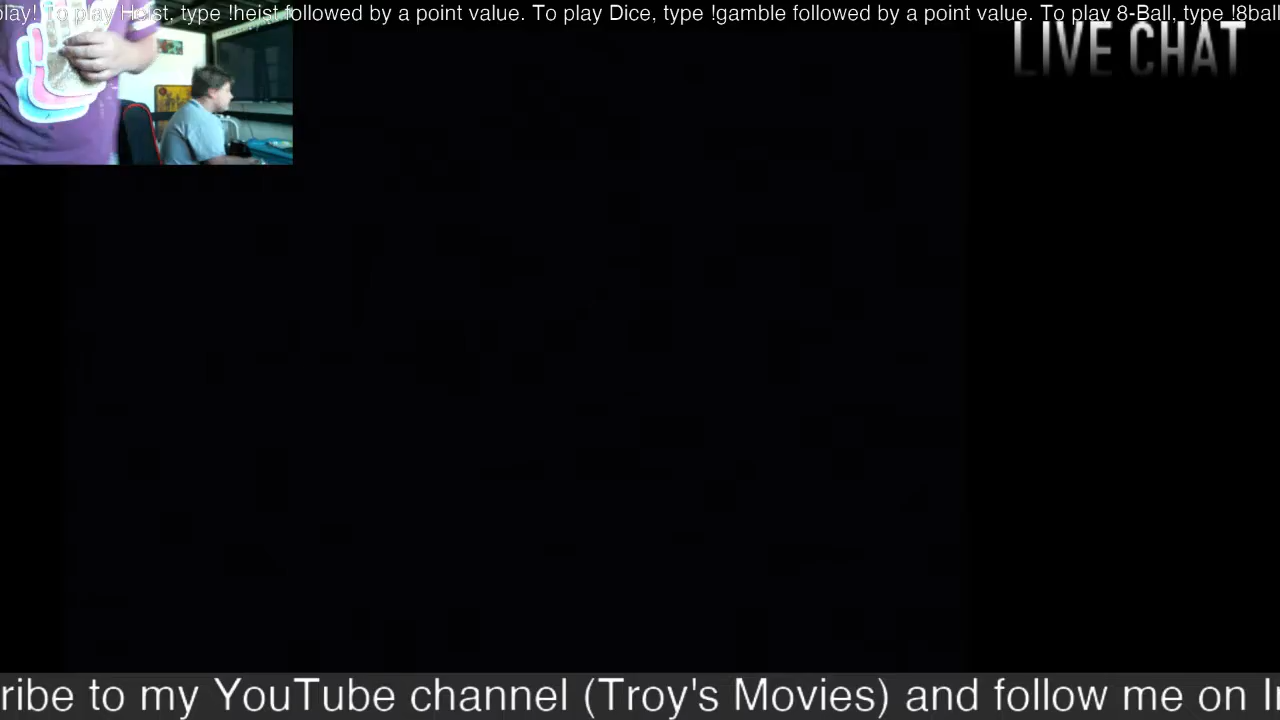 play! To play Heist, type !heist followed by a point value. To play Dice, type !gamble followed by a point value. To play 8-Ball, type !8ball
LIVE CHAT
ribe to my YouTube channel (Troy's Movies) and follow me on I